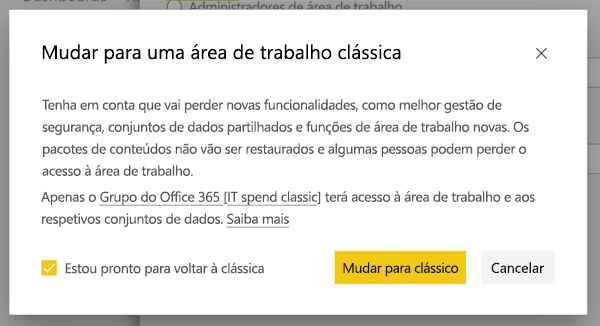 Administradores de área de trabalho
Mudar para uma área de trabalho clássica
Tenha em conta que vai perder novas funcionalidades, como melhor gestão de
segurança, conjuntos de dados partilhados e funções de área de trabalho novas. Os
pacotes de conteúdos não vão ser restaurados e algumas pessoas podem perder o
acesso à área de trabalho.
Apenas o Grupo do Office 365 [IT spend classic] terá acesso à área de trabalho e aos
respetivos conjuntos de dados. Saiba mais
Estou pronto para voltar à clássica
Mudar para clássico
Cancelar